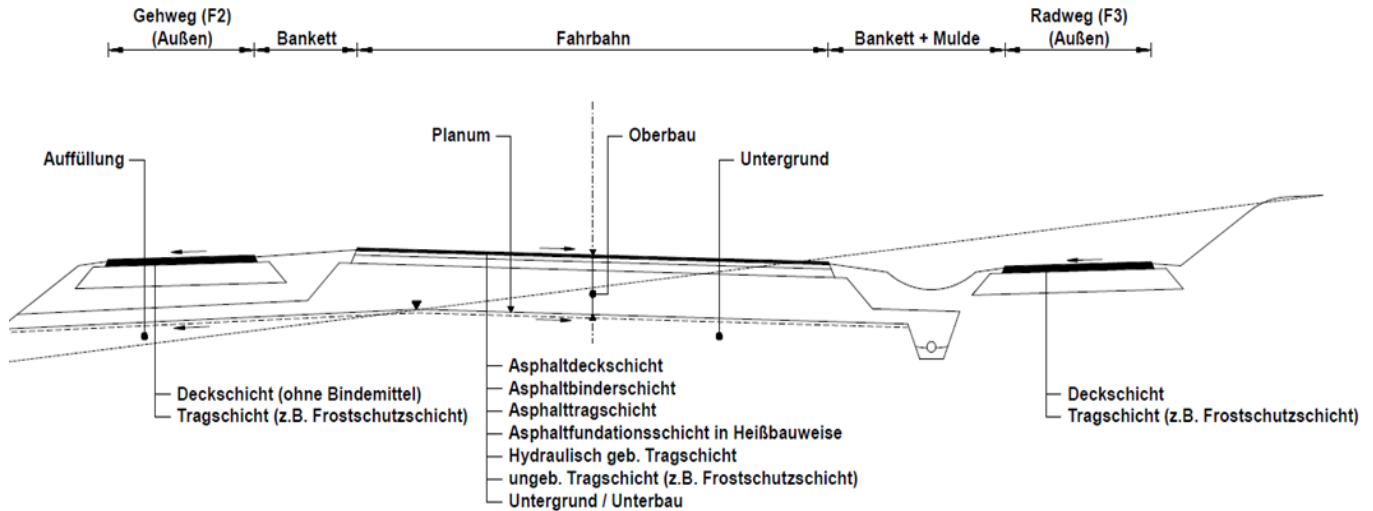 Gehweg (F2)
(Außen)
Bankett
Fahrbahn
Bankett + Mulde
Radweg (F3)
(Außen)
Auffüllung
Planum
Oberbau
Untergrund
Deckschicht (ohne Bindemittel)
Tragschicht (z.B. Frostschutzschicht)
Asphaltdeckschicht
Asphaltbinderschicht
Asphalttragschicht
Asphaltfundationsschicht in Heißbauweise
Hydraulisch geb. Tragschicht
ungeb. Tragschicht (z.B. Frostschutzschicht)
Untergrund / Unterbau
Deckschicht
Tragschicht (z.B. Frostschutzschicht)